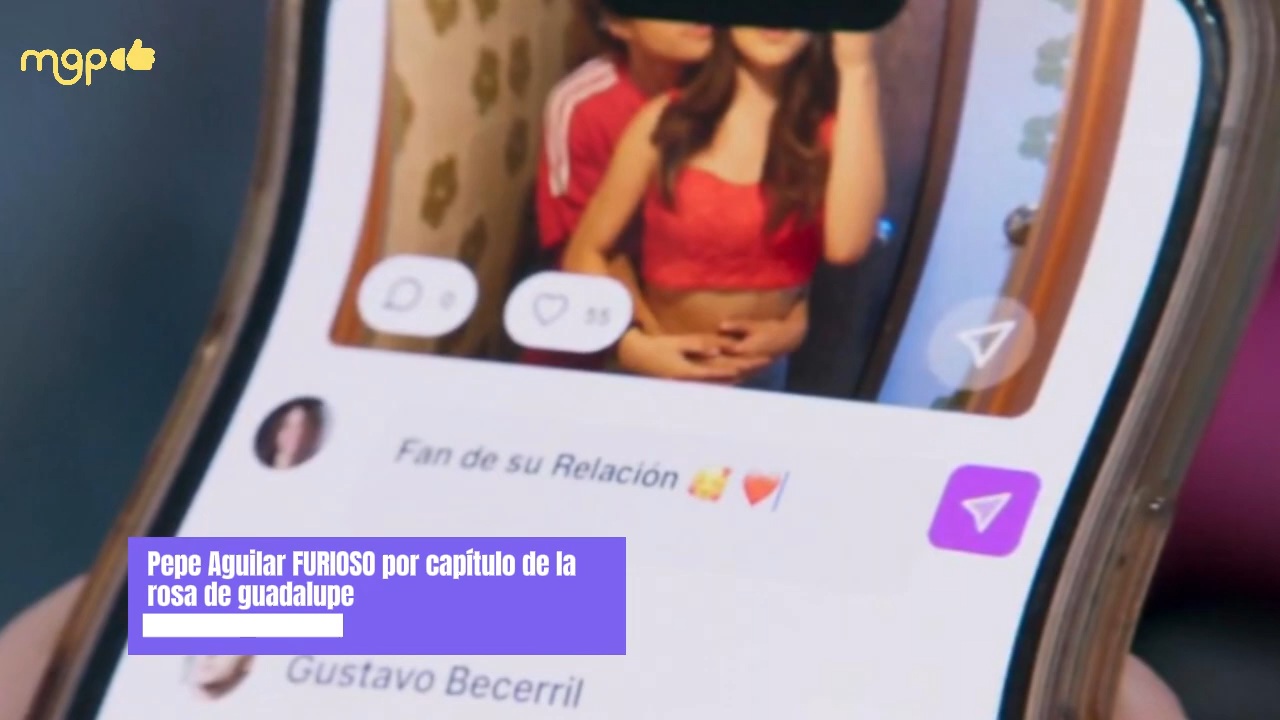 mgp
0
55
Fan de su Relación 🥰 ❤️
Pepe Aguilar FURIOSO por capítulo de la
rosa de guadalupe
Gustavo Becerril